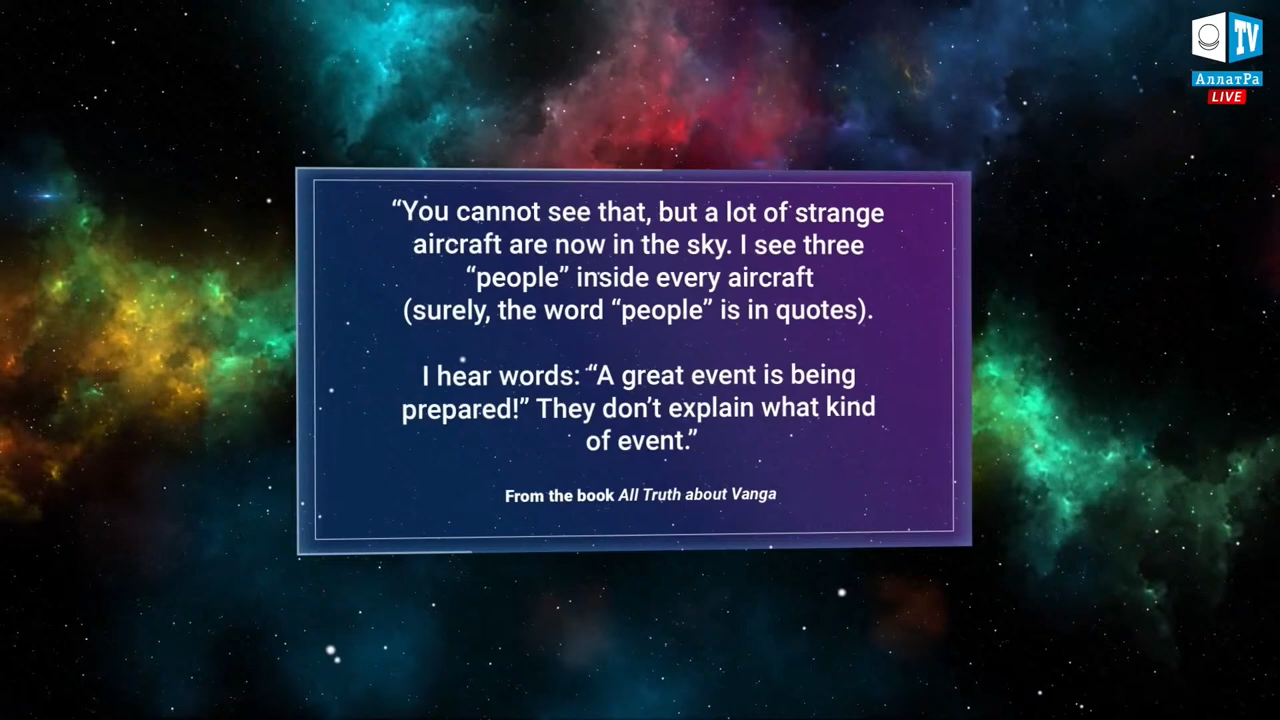 TV
АллатРа
LIVE
“You cannot see that, but a lot of strange
aircraft are now in the sky. I see three
“people” inside every aircraft
(surely, the word “people” is in quotes).
I hear words: “A great event is being
prepared!” They don’t explain what kind
of event.”
From the book All Truth about Vanga